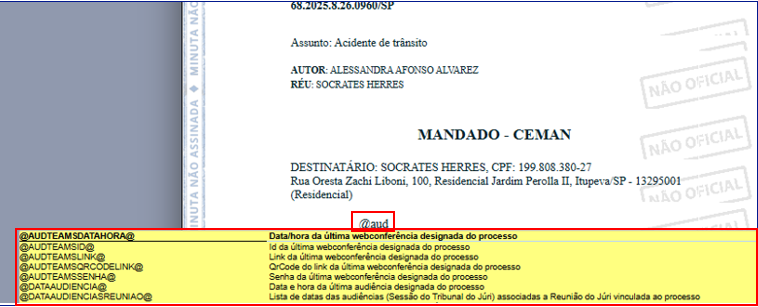 68.2025.8.26.0960/SP
Assunto: Acidente de trânsito
AUTOR: ALESSANDRA AFONSO ALVAREZ
RÉU: SOCRATES HERRES
MANDADO - CEMAN
DESTINATÁRIO: SOCRATES HERRES, CPF: 199.808.380-27
Rua Oresta Zachi Liboni, 100, Residencial Jardim Perolla II, Itupeva/SP - 13295001
(Residencial)
@aud
@AUDTEAMSDATAHORA@ Data/hora da última webconferência designada do processo
@AUDTEAMSID@ Id da última webconferência designada do processo
@AUDTEAMSLINK@ Link da última webconferência designada do processo
@AUDTEAMSQRCODELINK@ QrCode do link da última webconferência designada do processo
@AUDTEAMSSENHA@ Senha da última webconferência designada do processo
@DATAAUDIENCIA@ Data e hora da última audiência designada do processo
@DATAAUDIENCIASREUNIAO@ Lista de datas das audiências (Sessão do Tribunal do Júri) associadas a Reunião do Júri vinculada ao processo
MINUTA NÃO ASSINADA ◆ MINUTA NÃO
NÃO OFICIAL
NÃO OFICIAL
NÃO OFICIAL